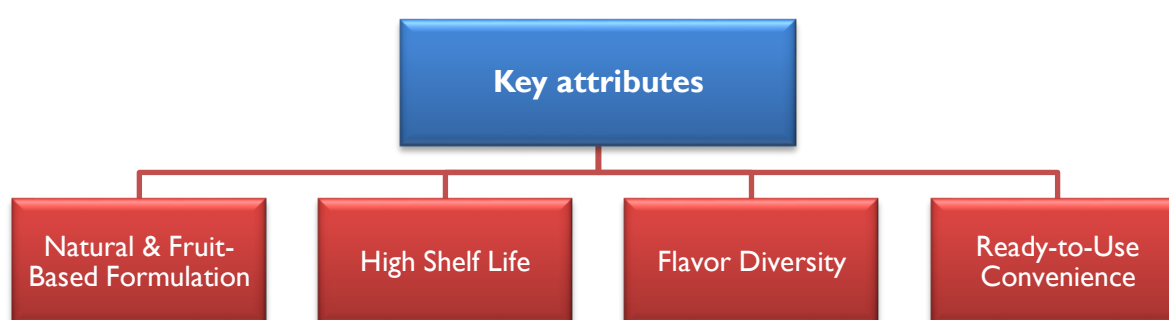 Key attributes
Natural & Fruit-
Based Formulation
High Shelf Life
Flavor Diversity
Ready-to-Use
Convenience